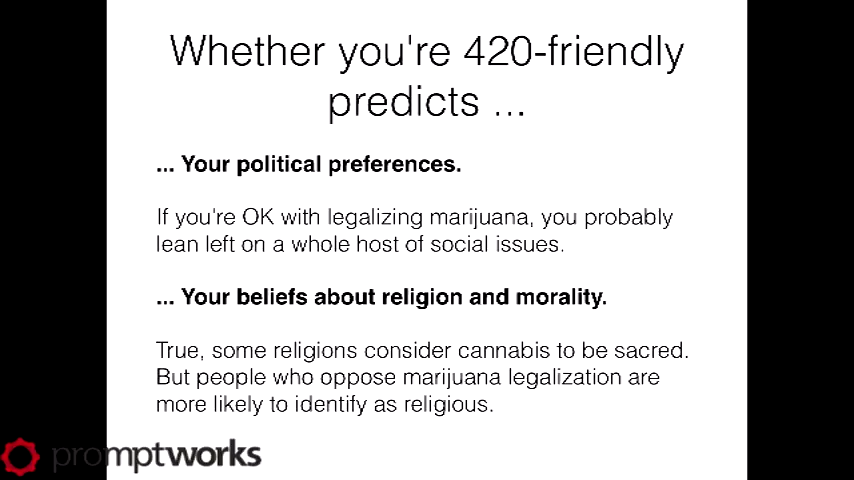 Whether you're 420-friendly
predicts ...
... Your political preferences.
If you're OK with legalizing marijuana, you probably
lean left on a whole host of social issues.
... Your beliefs about religion and morality.
True, some religions consider cannabis to be sacred.
But people who oppose marijuana legalization are
more likely to identify as religious.
promptworks